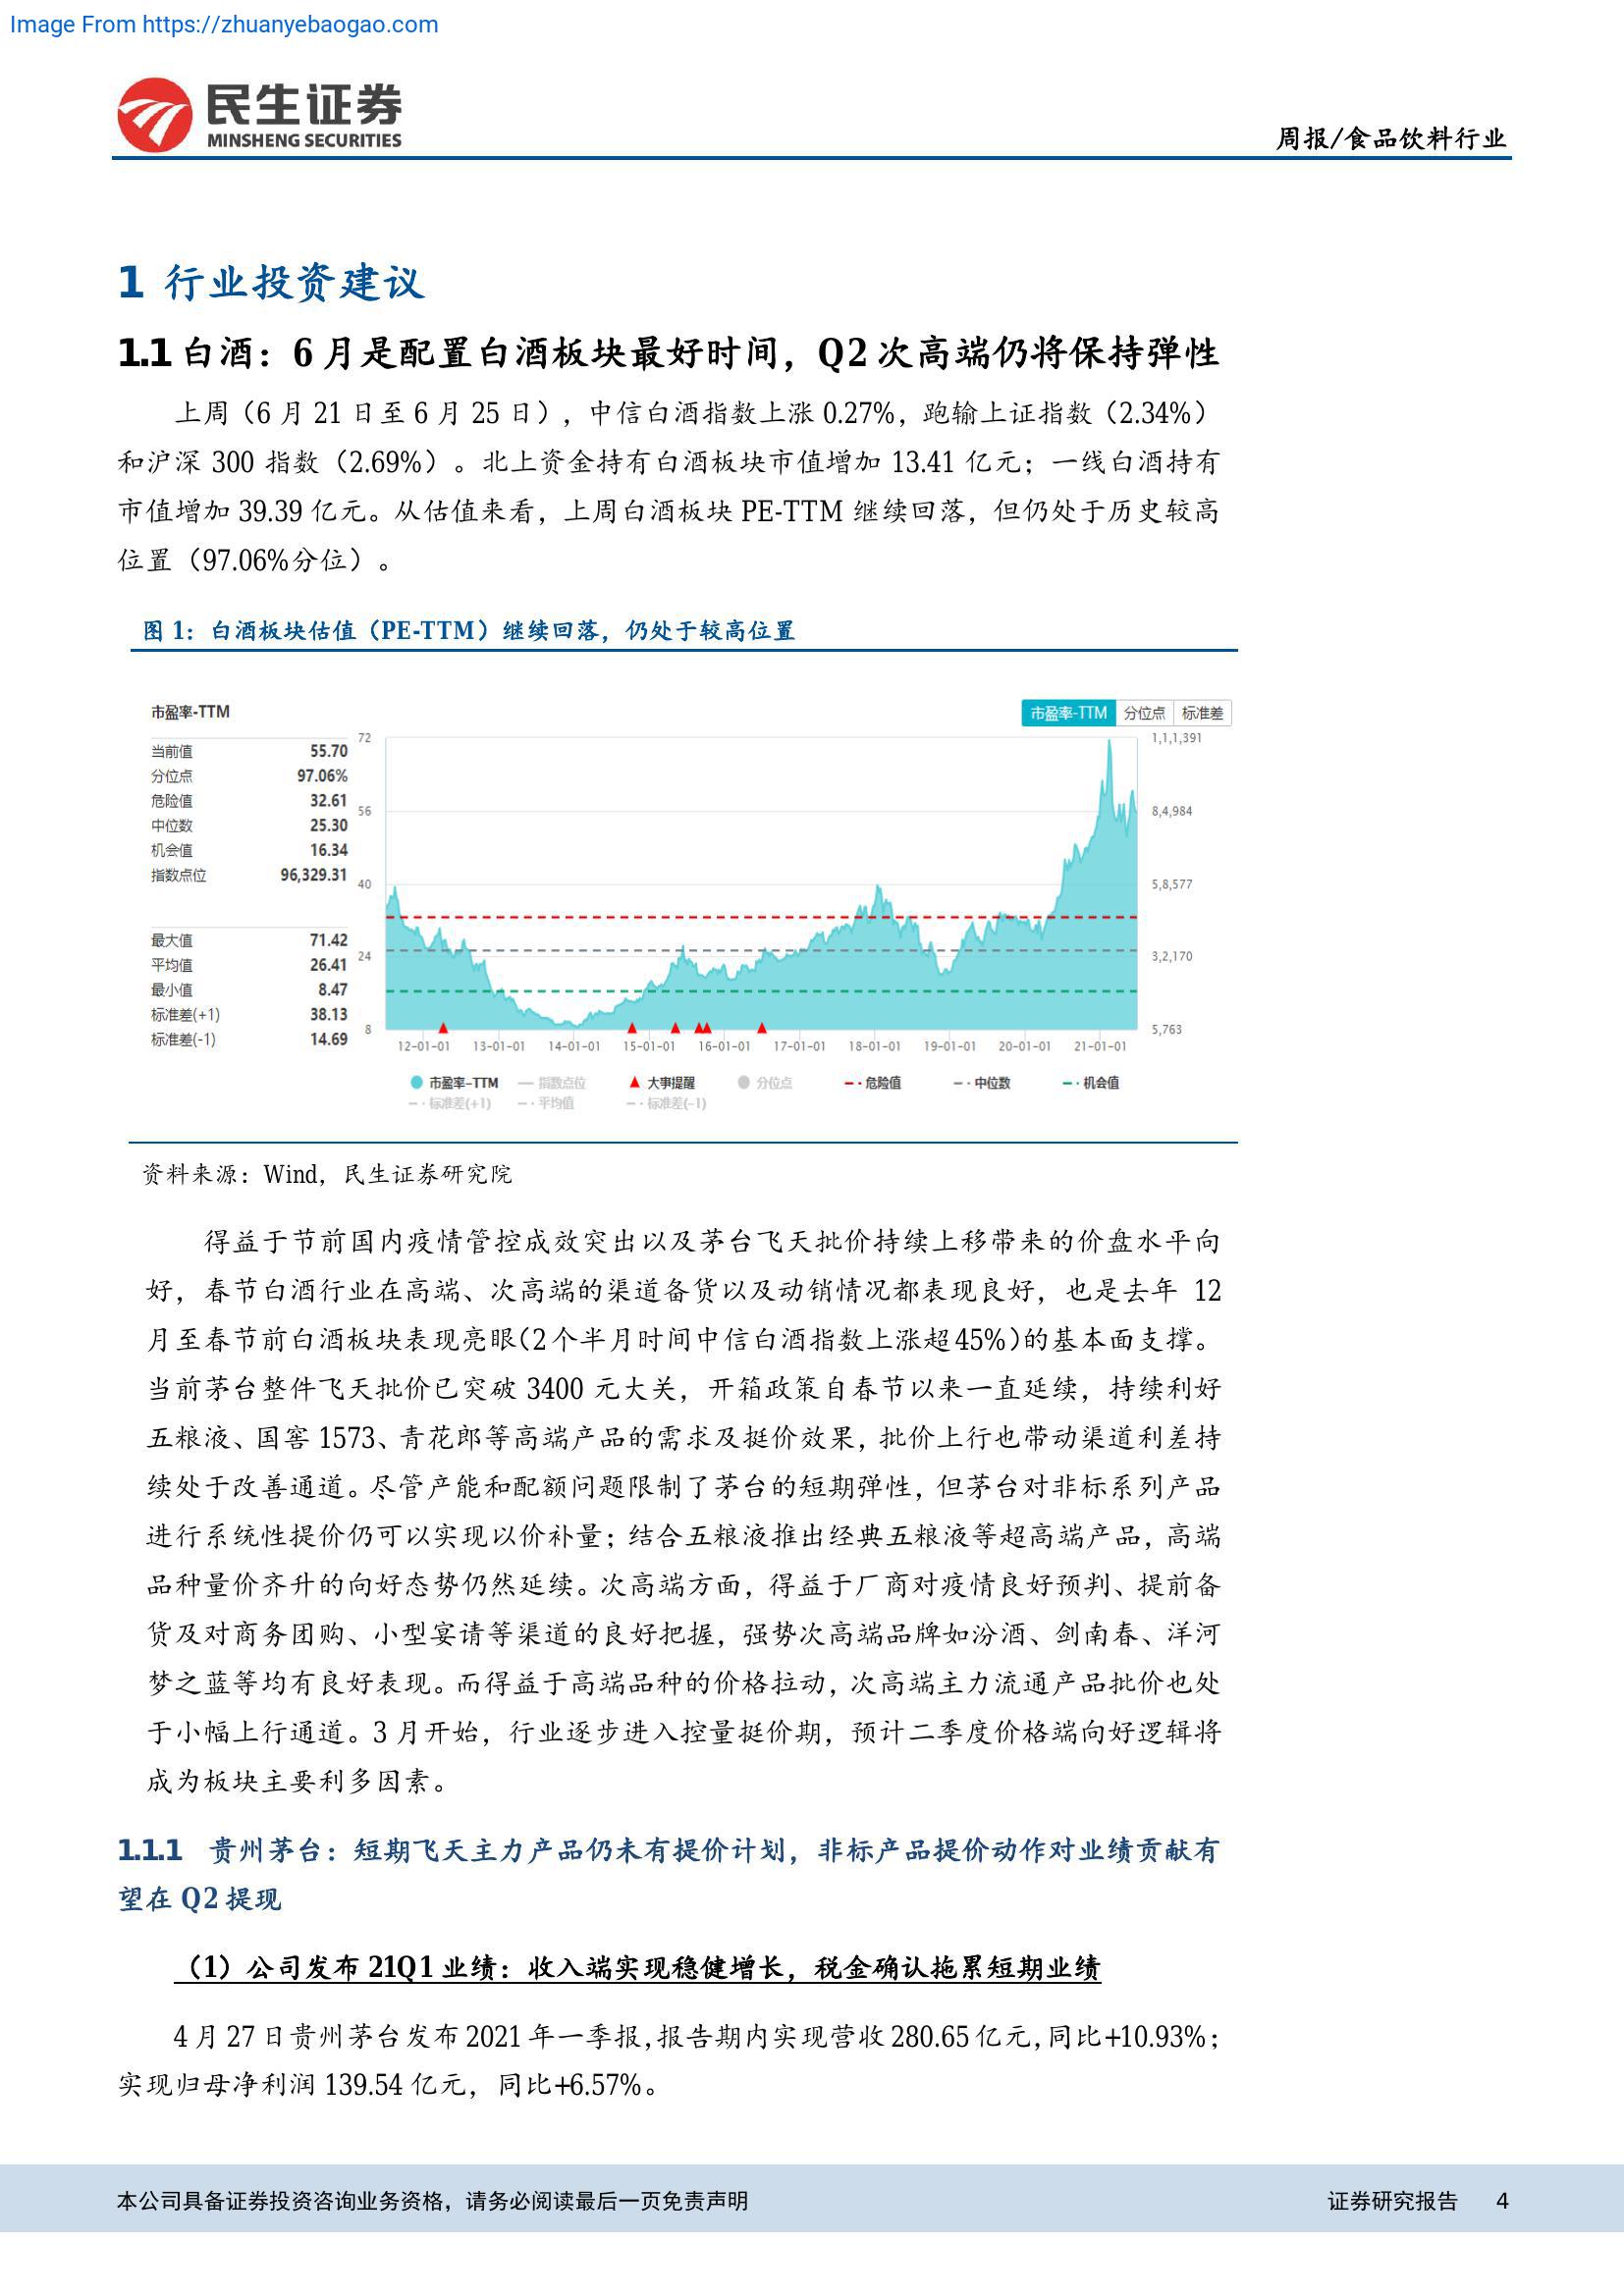 Image From https://zhuanyebaogao.com
民生证券
MINSHENG SECURITIES
周报/食品饮料行业
1 行业投资建议
1.1 白酒：6 月是配置白酒板块最好时间，Q2 次高端仍将保持弹性
上周（6 月 21 日至 6 月 25 日），中信白酒指数上涨 0.27%，跑输上证指数（2.34%）
和沪深 300 指数（2.69%）。北上资金持有白酒板块市值增加 13.41 亿元；一线白酒持有
市值增加 39.39 亿元。从估值来看，上周白酒板块 PE-TTM 继续回落，但仍处于历史较高
位置（97.06%分位）。
图 1：白酒板块估值（PE-TTM）继续回落，仍处于较高位置
市盈率-TTM
市盈率-TTM 分位点 标准差
当前值 55.70
分位点 97.06%
危险值 32.61
中位数 25.30
机会值 16.34
指数点位 96,329.31
最大值 71.42
平均值 26.41
最小值 8.47
标准差(+1) 38.13
标准差(-1) 14.69
72
56
40
24
8
1,1,1,391
8,4,984
5,8,577
3,2,170
5,763
12-01-01 13-01-01 14-01-01 15-01-01 16-01-01 17-01-01 18-01-01 19-01-01 20-01-01 21-01-01
市盈率-TTM 指数点位 大事提醒 分位点 危险值 中位数 机会值
标准差(+1) 平均值 标准差(-1)
资料来源：Wind，民生证券研究院
得益于节前国内疫情管控成效突出以及茅台飞天批价持续上移带来的价盘水平向
好，春节白酒行业在高端、次高端的渠道备货以及动销情况都表现良好，也是去年 12
月至春节前白酒板块表现亮眼（2 个半月时间中信白酒指数上涨超 45%）的基本面支撑。
当前茅台整件飞天批价已突破 3400 元大关，开箱政策自春节以来一直延续，持续利好
五粮液、国窖 1573、青花郎等高端产品的需求及挺价效果，批价上行也带动渠道利差持
续处于改善通道。尽管产能和配额问题限制了茅台的短期弹性，但茅台对非标系列产品
进行系统性提价仍可以实现以价补量；结合五粮液推出经典五粮液等超高端产品，高端
品种量价齐升的向好态势仍然延续。次高端方面，得益于厂商对疫情良好预判、提前备
货及对商务团购、小型宴请等渠道的良好把握，强势次高端品牌如汾酒、剑南春、洋河
梦之蓝等均有良好表现。而得益于高端品种的价格拉动，次高端主力流通产品批价也处
于小幅上行通道。3 月开始，行业逐步进入控量挺价期，预计二季度价格端向好逻辑将
成为板块主要利多因素。
1.1.1 贵州茅台：短期飞天主力产品仍未有提价计划，非标产品提价动作对业绩贡献有
望在 Q2 提现
（1）公司发布 21Q1 业绩：收入端实现稳健增长，税金确认拖累短期业绩
4 月 27 日贵州茅台发布 2021 年一季报，报告期内实现营收 280.65 亿元，同比+10.93%；
实现归母净利润 139.54 亿元，同比+6.57%。
本公司具备证券投资咨询业务资格，请务必阅读最后一页免责声明
证券研究报告 4